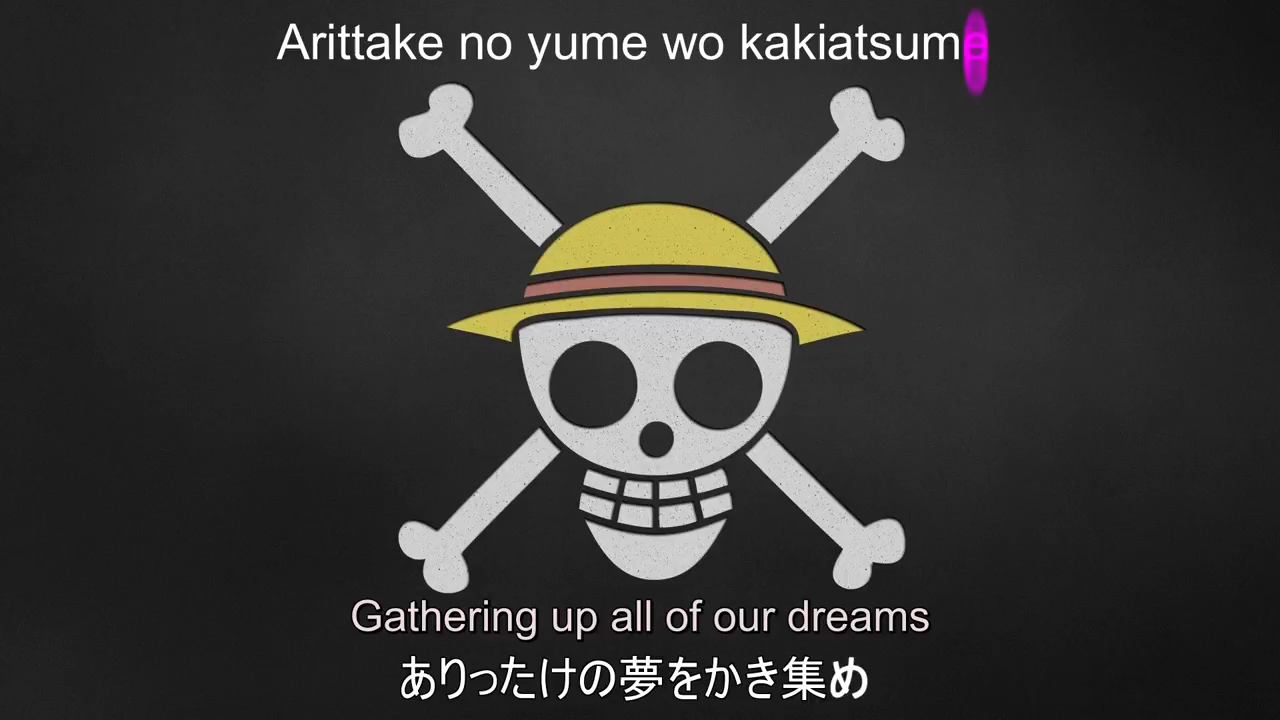 Arittake no yume wo kakiatsume
Gathering up all of our dreams
ありったけの夢をかき集め